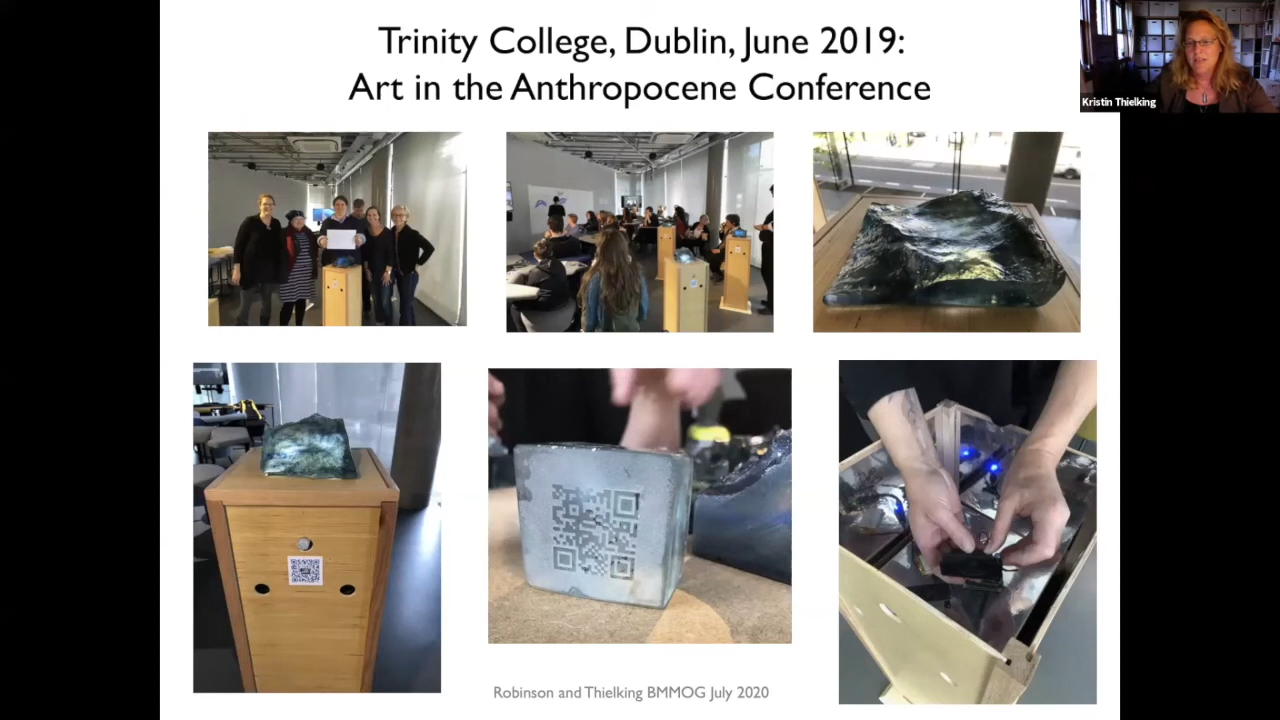 Trinity College, Dublin, June 2019:
Art in the Anthropocene Conference
Kristin Thielking
Robinson and Thielking BMMOG July 2020